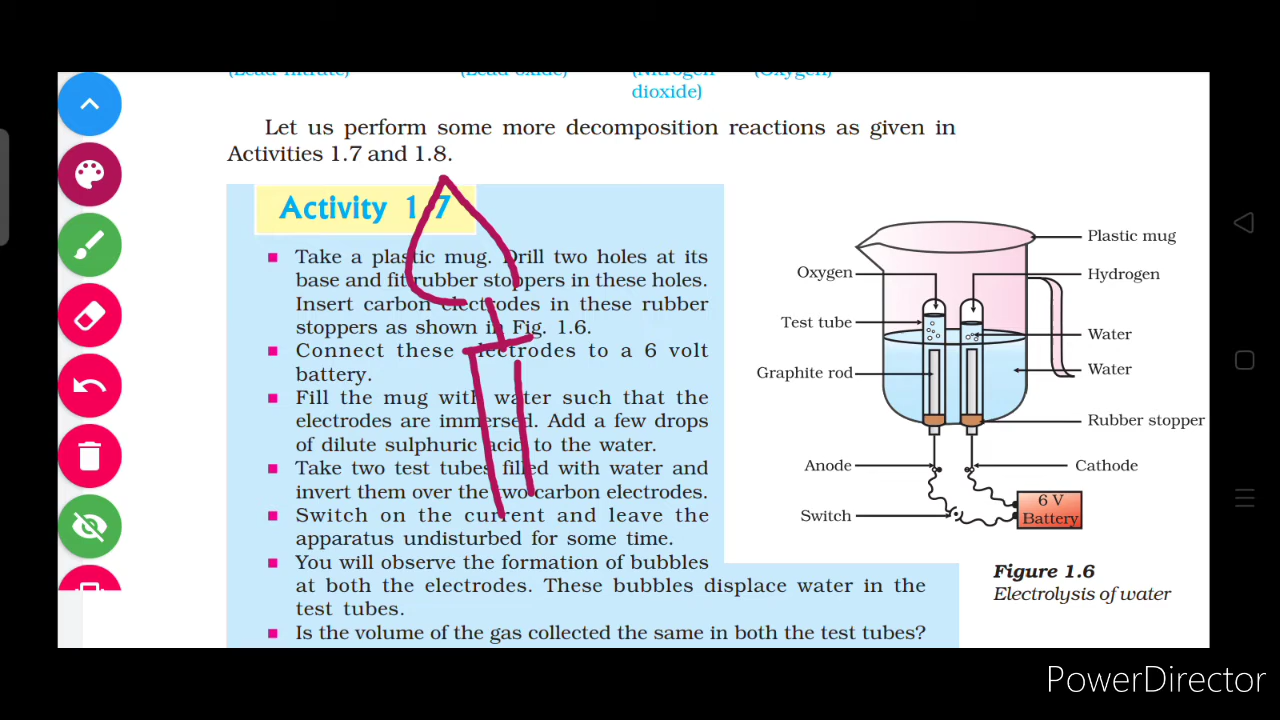 (Lead nitrate) (Lead oxide) (Nitrogen (Oxygen)
dioxide)
Let us perform some more decomposition reactions as given in
Activities 1.7 and 1.8.
Activity 1.7
Take a plastic mug. Drill two holes at its
base and fit rubber stoppers in these holes.
Insert carbon electrodes in these rubber
stoppers as shown in Fig. 1.6.
Connect these electrodes to a 6 volt
battery.
Fill the mug with water such that the
electrodes are immersed. Add a few drops
of dilute sulphuric acid to the water.
Take two test tubes filled with water and
invert them over the two carbon electrodes.
Switch on the current and leave the
apparatus undisturbed for some time.
You will observe the formation of bubbles
at both the electrodes. These bubbles displace water in the
test tubes.
Is the volume of the gas collected the same in both the test tubes?
Plastic mug
Oxygen
Hydrogen
Test tube
Water
Graphite rod
Water
Rubber stopper
Anode
Cathode
6 V
Battery
Switch
Figure 1.6
Electrolysis of water
PowerDirector